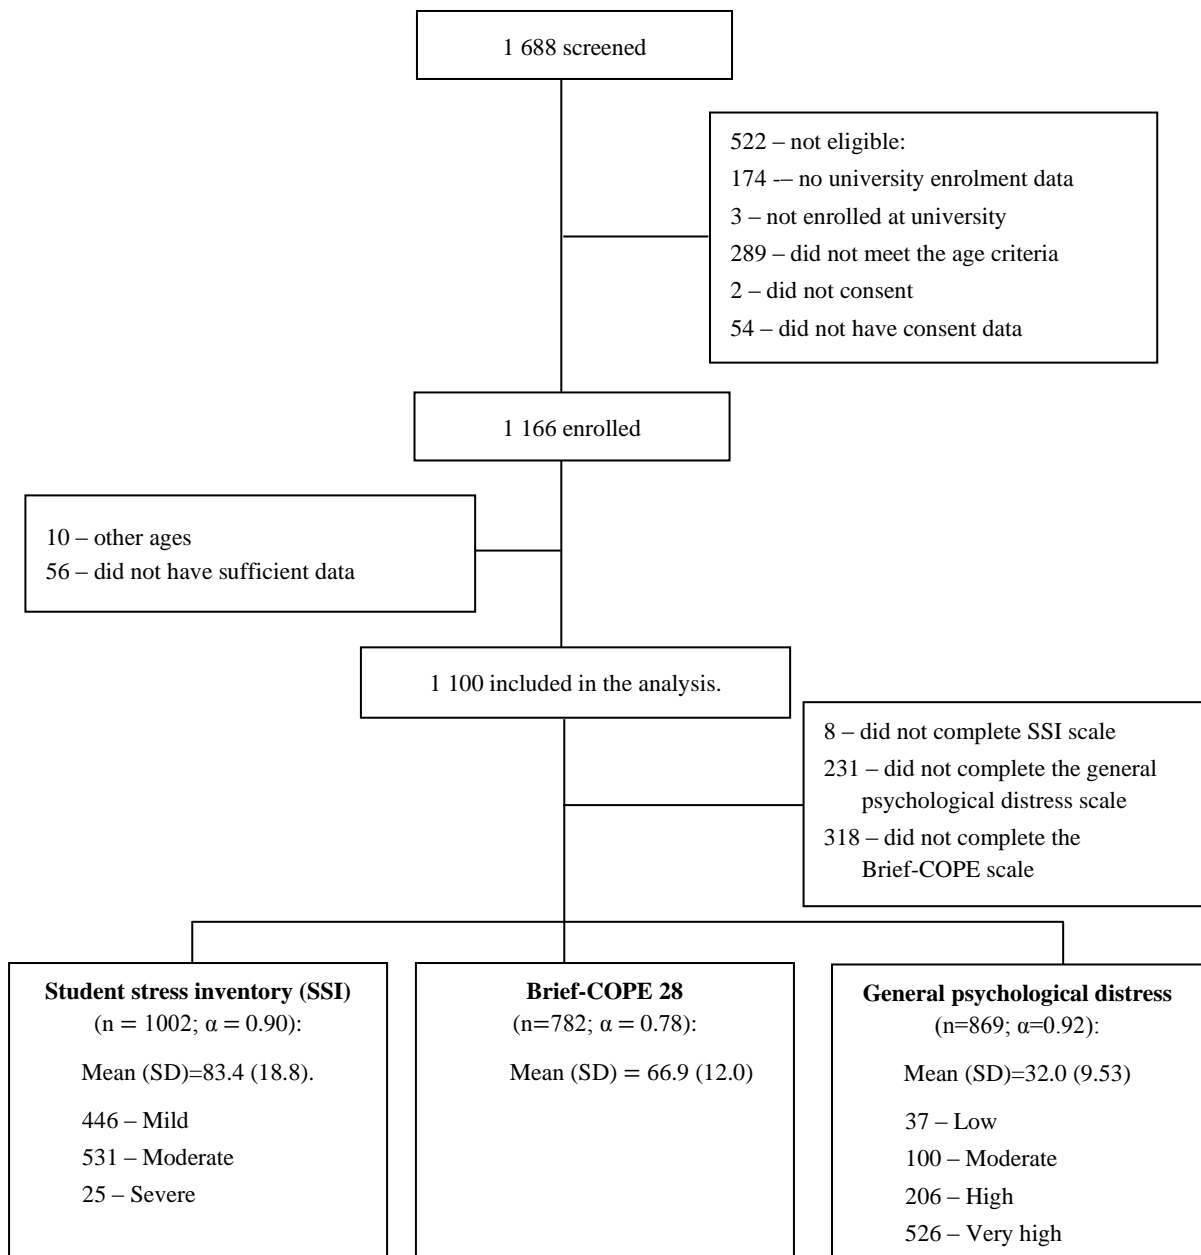 1 688 screened
522 – not eligible:
174 -– no university enrolment data
3 – not enrolled at university
289 – did not meet the age criteria
2 – did not consent
54 – did not have consent data
1 166 enrolled
10 – other ages
56 – did not have sufficient data
1 100 included in the analysis.
8 – did not complete SSI scale
231 – did not complete the general
psychological distress scale
318 – did not complete the
Brief-COPE scale
Student stress inventory (SSI)
(n = 1002; α = 0.90):
Mean (SD)=83.4 (18.8).
446 – Mild
531 – Moderate
25 – Severe
Brief-COPE 28
(n=782; α = 0.78):
Mean (SD) = 66.9 (12.0)
General psychological distress
(n=869; α=0.92):
Mean (SD)=32.0 (9.53)
37 – Low
100 – Moderate
206 – High
526 – Very high